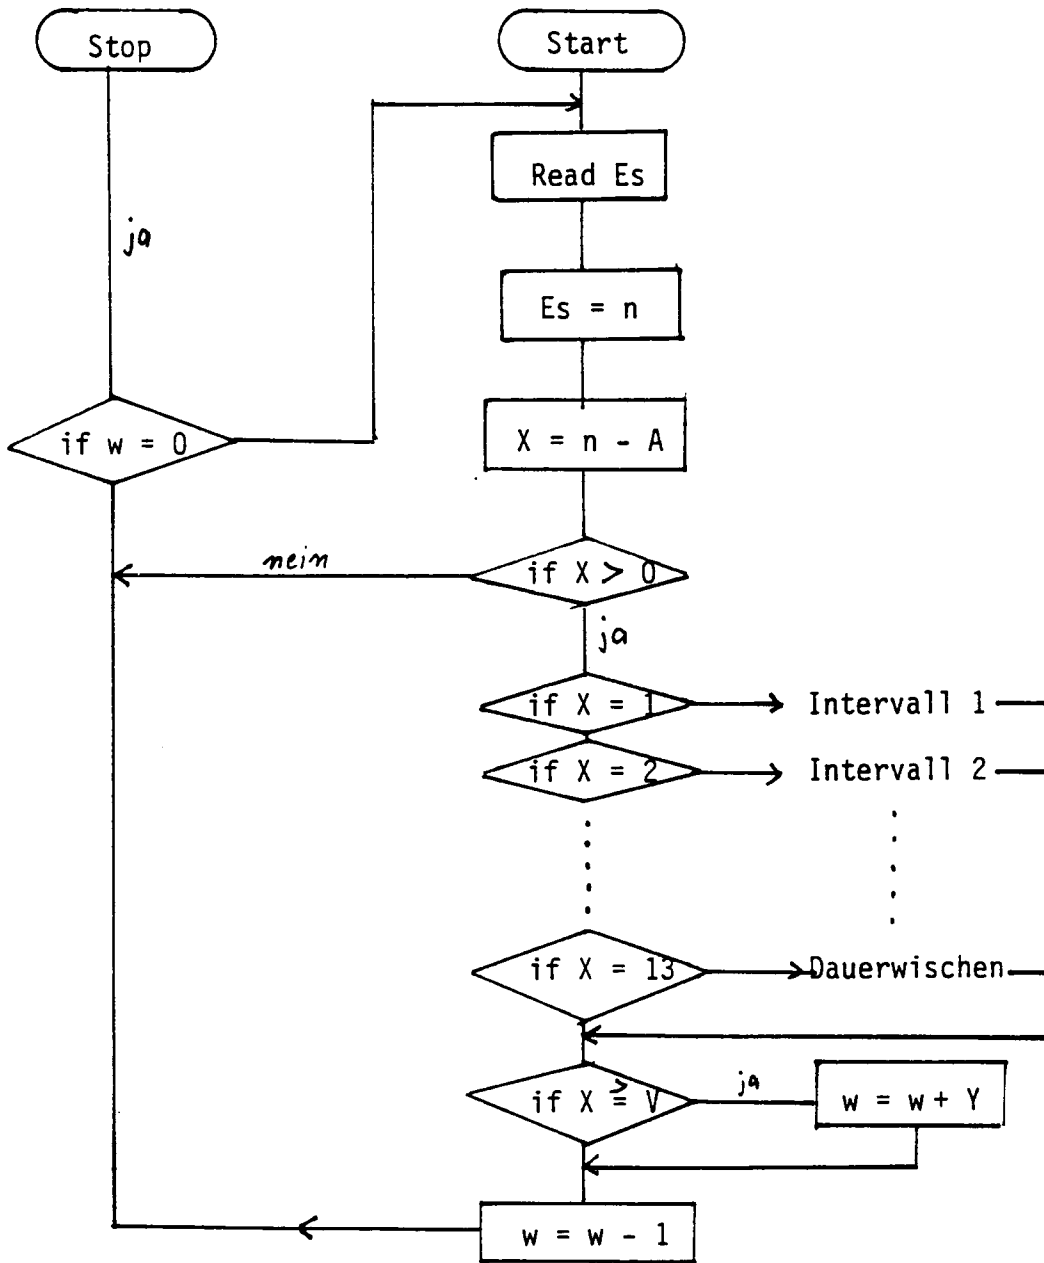 Stop
Start
Read Es
ja
Es = n
if w = 0
X = n - A
nein
if X > 0
ja
if X = 1
Intervall 1
if X = 2
Intervall 2
if X = 13
Dauerwischen
if X ≥ V
ja
w = w + Y
w = w - 1